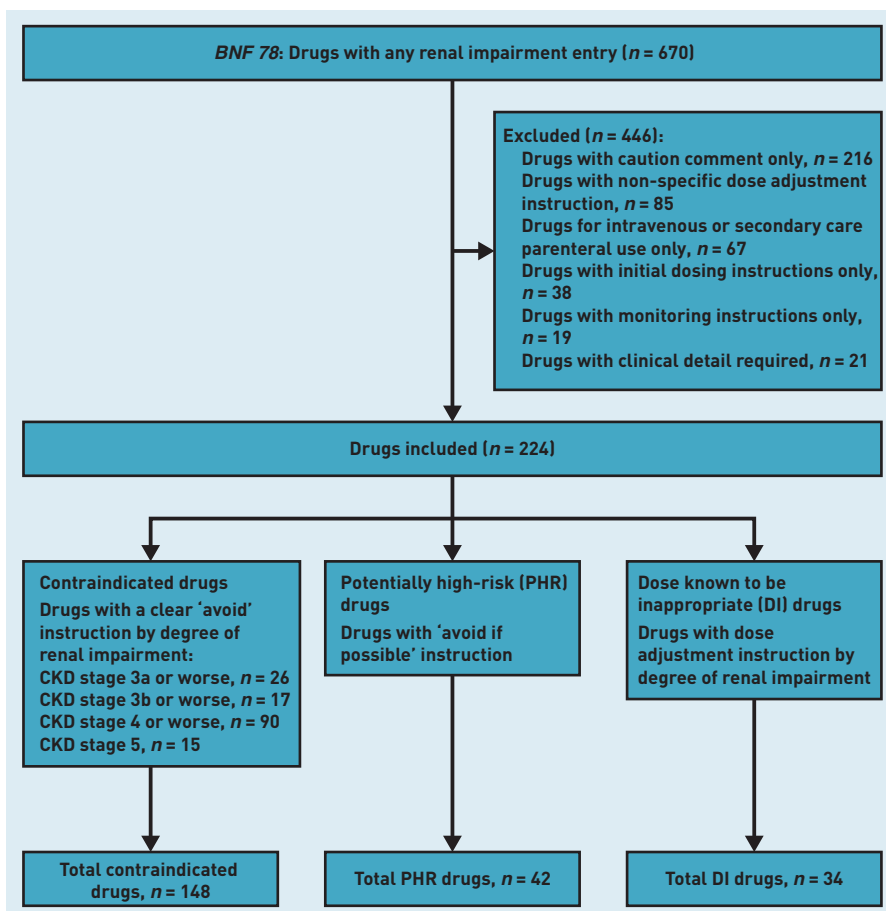 BNF 78: Drugs with any renal impairment entry (n = 670)
Excluded (n = 446):
Drugs with caution comment only, n = 216
Drugs with non-specific dose adjustment
instruction, n = 85
Drugs for intravenous or secondary care
parenteral use only, n = 67
Drugs with initial dosing instructions only,
n = 38
Drugs with monitoring instructions only,
n = 19
Drugs with clinical detail required, n = 21
Drugs included (n = 224)
Contraindicated drugs
Drugs with a clear ‘avoid’
instruction by degree of
renal impairment:
CKD stage 3a or worse, n = 26
CKD stage 3b or worse, n = 17
CKD stage 4 or worse, n = 90
CKD stage 5, n = 15
Potentially high-risk (PHR)
drugs
Drugs with ‘avoid if
possible’ instruction
Dose known to be
inappropriate (DI) drugs
Drugs with dose
adjustment instruction by
degree of renal impairment
Total contraindicated
drugs, n = 148
Total PHR drugs, n = 42
Total DI drugs, n = 34